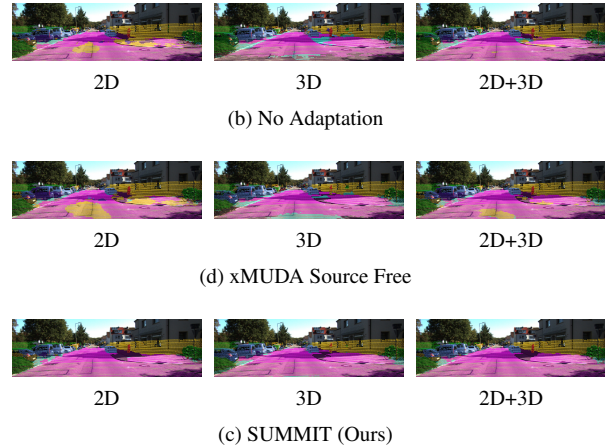 2D 3D 2D+3D
(b) No Adaptation
2D 3D 2D+3D
(d) xMUDA Source Free
2D 3D 2D+3D
(c) SUMMIT (Ours)